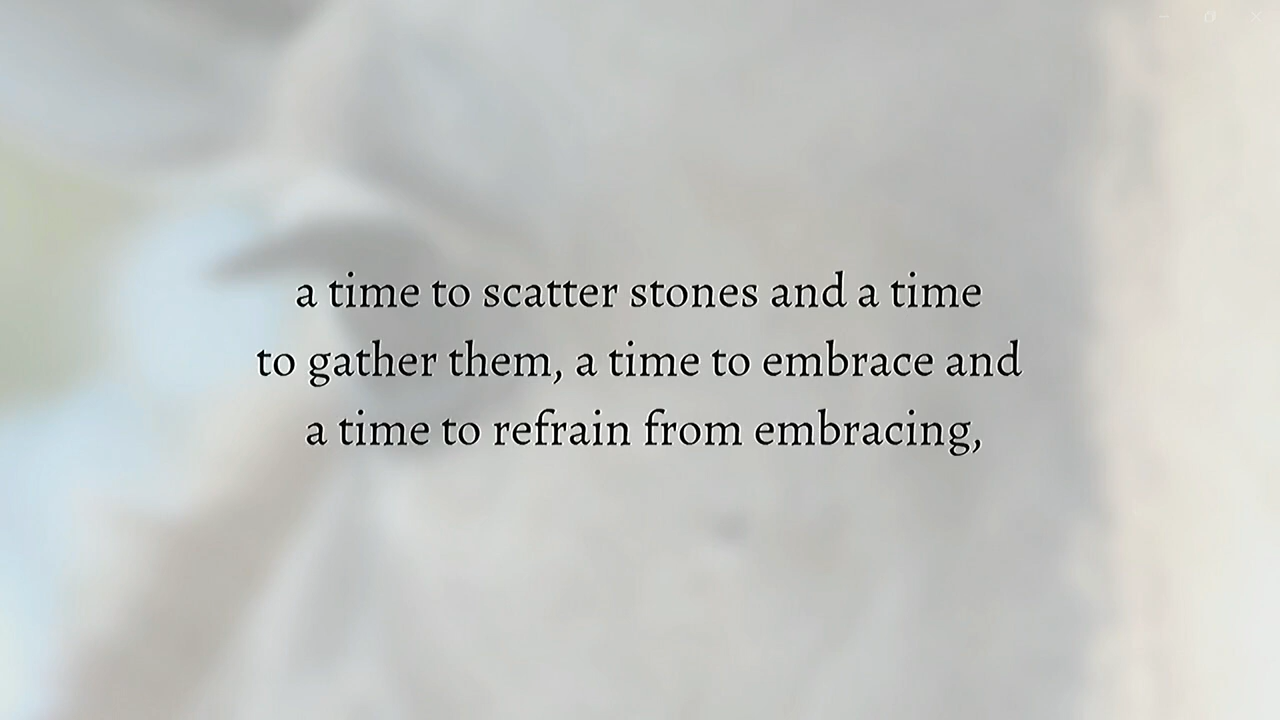 a time to scatter stones and a time
to gather them, a time to embrace and
a time to refrain from embracing,